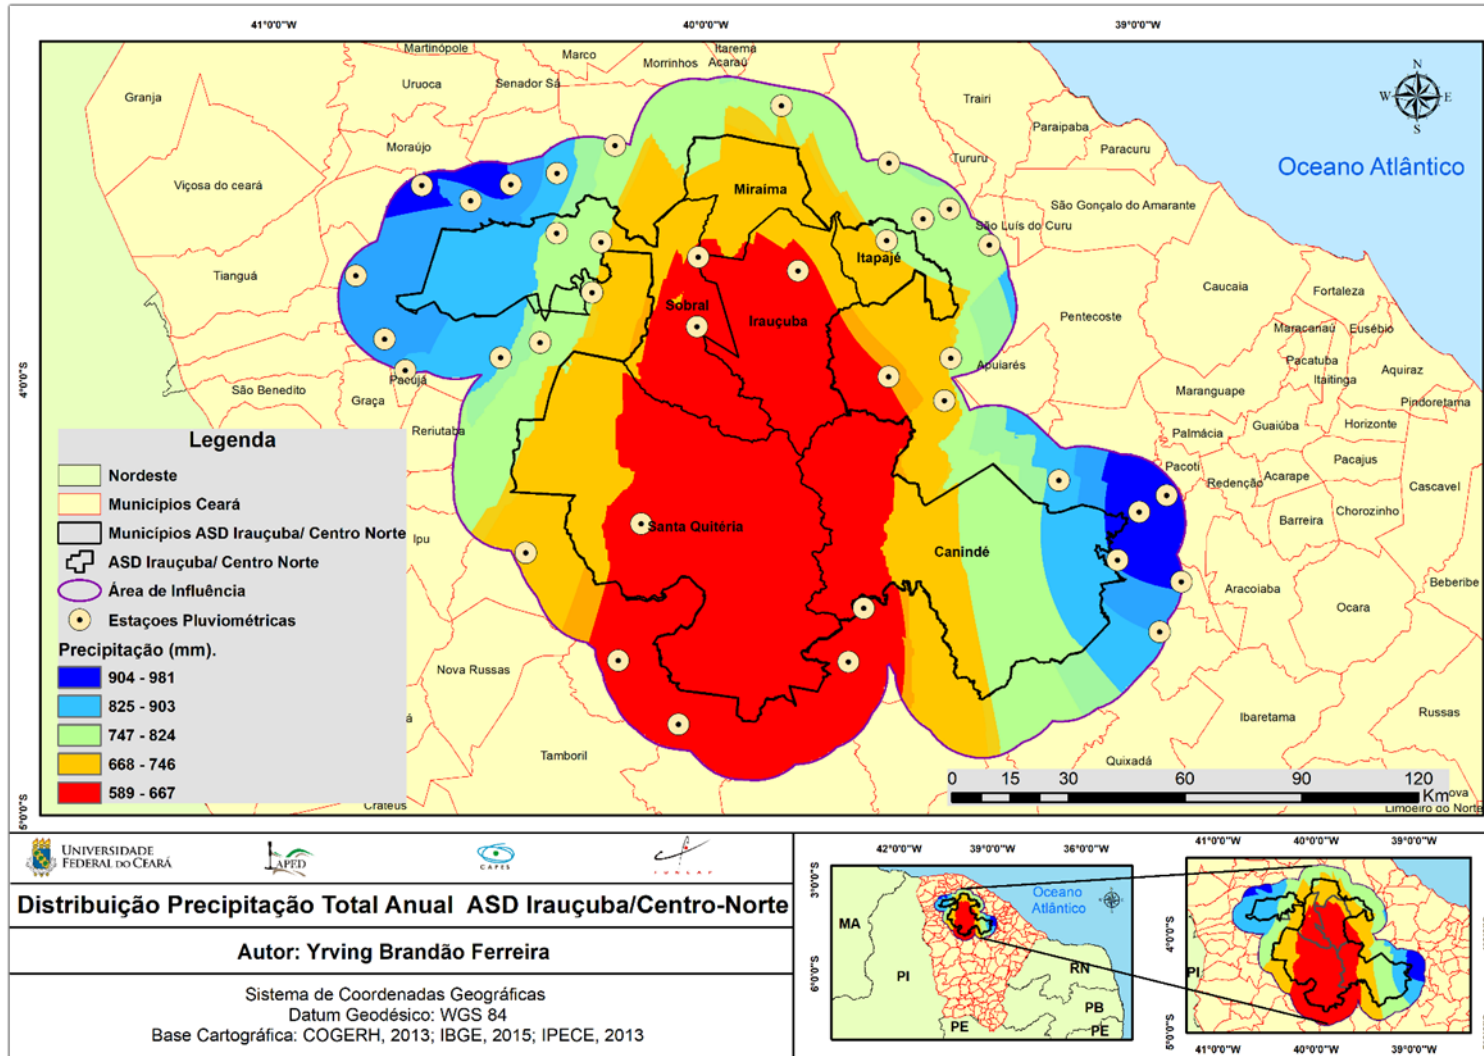 41°0'0"W
40°0'0"W
39°0'0"W
Martinópole
Marco
Itarema
Acaraú
Morrinhos
Granja
Uruoca
Senador Sá
Trairi
Paraipaba
Paracuru
Moraújo
Tururu
Viçosa do ceará
Miraíma
Oceano Atlântico
N
W
E
S
São Gonçalo do Amarante
São Luís do Curu
Tianguá
Itapajé
Caucaia
Fortaleza
Sobral
Irauçuba
Pentecoste
Maracanaú
Eusébio
Pacatuba
Aquiraz
Itaitinga
4°0'0"S
Pacujá
São Benedito
Graça
Apuiarés
Maranguape
Pindoretama
Reriutaba
Palmácia
Guaiúba
Horizonte
Pacoti
Redenção
Acarape
Pacajus
Cascavel
Chorozinho
Barreira
Ipu
Santa Quitéria
Canindé
Aracoiaba
Ocara
Beberibe
Nova Russas
Tamboril
Ibaretama
Russas
Quixadá
Crateús
Limoeiro do Norte
5°0'0"S
Legenda
Nordeste
Municípios Ceará
Municípios ASD Irauçuba/ Centro Norte
ASD Irauçuba/ Centro Norte
Área de Influência
Estaçoes Pluviométricas
Precipitação (mm).
904 - 981
825 - 903
747 - 824
668 - 746
589 - 667
0 15 30 60 90 120
Km
UNIVERSIDADE
FEDERAL DO CEARÁ
LAPED
CAPES
FUNCAP
Distribuição Precipitação Total Anual ASD Irauçuba/Centro-Norte
Autor: Yrving Brandão Ferreira
Sistema de Coordenadas Geográficas
Datum Geodésico: WGS 84
Base Cartográfica: COGERH, 2013; IBGE, 2015; IPECE, 2013
42°0'0"W
39°0'0"W
36°0'0"W
3°0'0"S
6°0'0"S
Oceano
Atlântico
MA
PI
RN
PB
PE
PE
41°0'0"W
40°0'0"W
39°0'0"W
4°0'0"S
5°0'0"S
PI
41°0'0"W
40°0'0"W
39°0'0"W